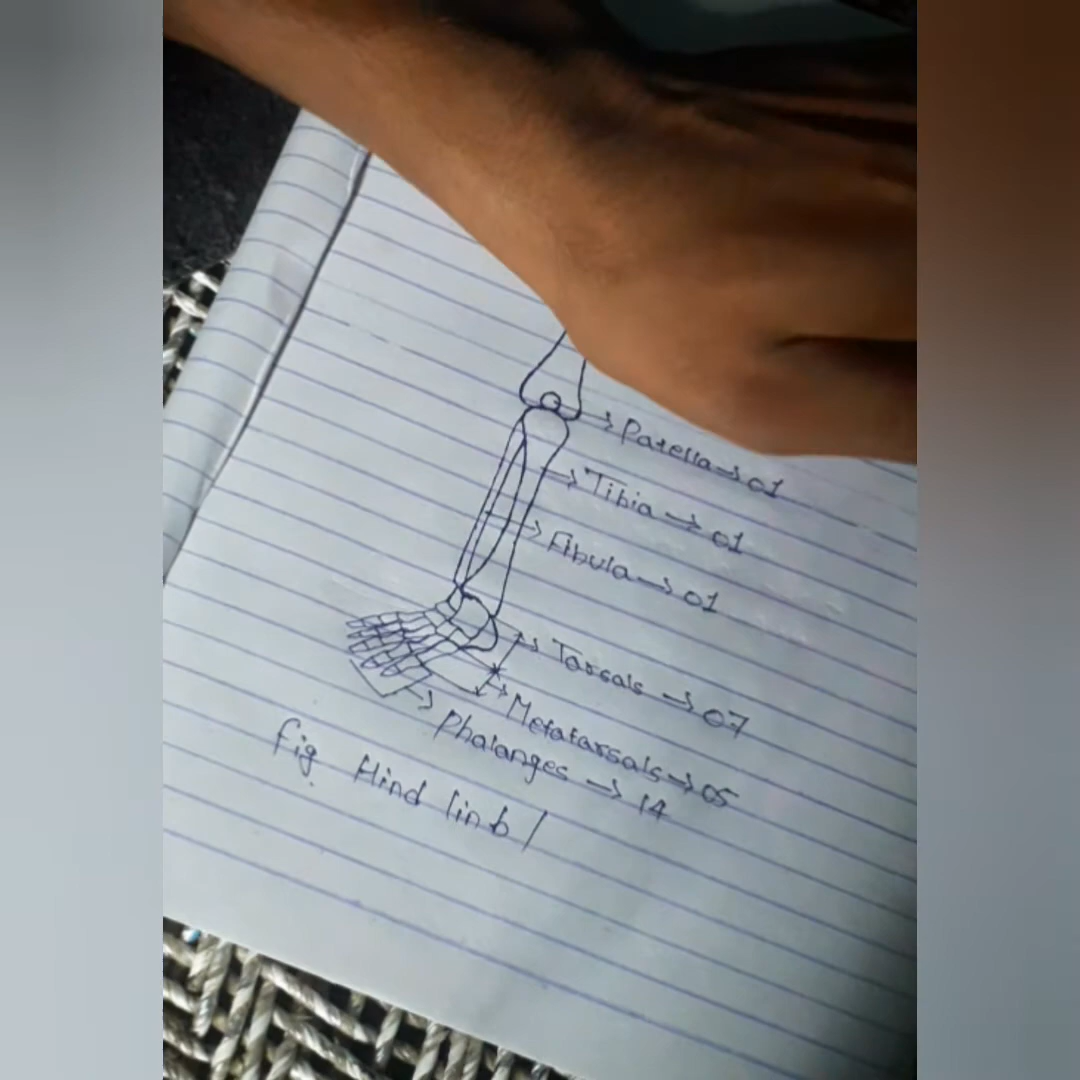 Patella → 01
Tibia → 01
Fibula → 01
Tarsals → 07
Metatarsals → 05
Phalanges → 14
fig Hind limb /